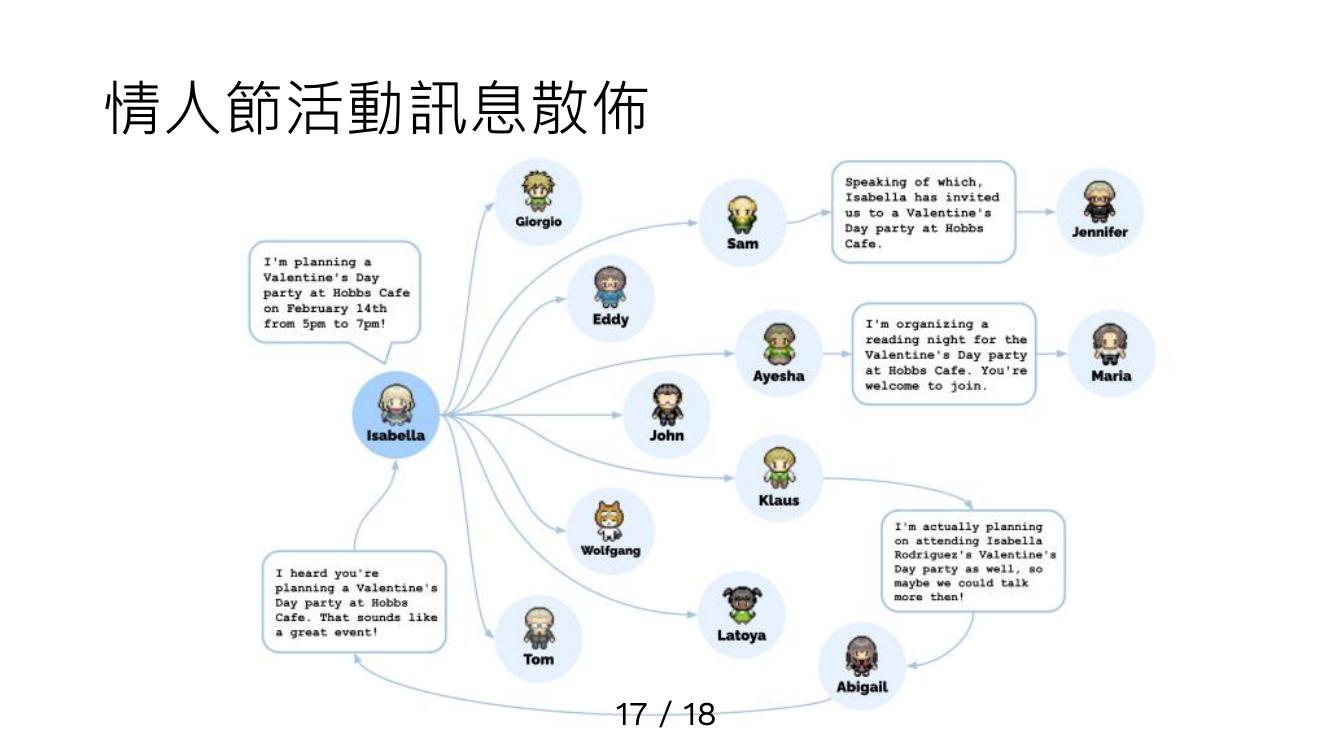 情人節活動訊息散佈
Giorgio
Sam
Speaking of which,
Isabella has invited
us to a Valentine's
Day party at Hobbs
Cafe.
Jennifer
I'm planning a
Valentine's Day
party at Hobbs Cafe
on February 14th
from 5pm to 7pm!
Eddy
Ayesha
I'm organizing a
reading night for the
Valentine's Day party
at Hobbs Cafe. You're
welcome to join.
Maria
Isabella
John
Klaus
Wolfgang
I'm actually planning
on attending Isabella
Rodriguez's Valentine's
Day party as well, so
maybe we could talk
more then!
I heard you're
planning a Valentine's
Day party at Hobbs
Cafe. That sounds like
a great event!
Tom
Latoya
Abigail
17 / 18